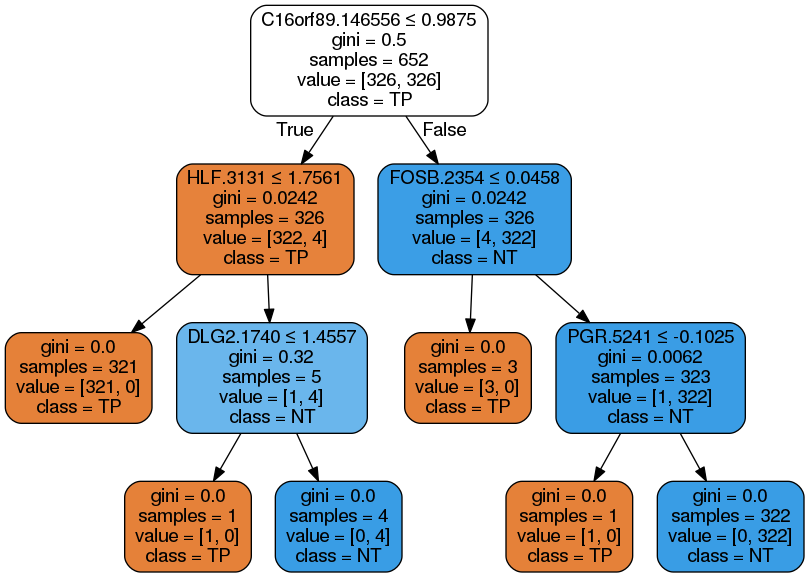 C16orf89.146556 ≤ 0.9875
gini = 0.5
samples = 652
value = [326, 326]
class = TP
True
False
HLF.3131 ≤ 1.7561
gini = 0.0242
samples = 326
value = [322, 4]
class = TP
FOSB.2354 ≤ 0.0458
gini = 0.0242
samples = 326
value = [4, 322]
class = NT
gini = 0.0
samples = 321
value = [321, 0]
class = TP
DLG2.1740 ≤ 1.4557
gini = 0.32
samples = 5
value = [1, 4]
class = NT
gini = 0.0
samples = 3
value = [3, 0]
class = TP
PGR.5241 ≤ -0.1025
gini = 0.0062
samples = 323
value = [1, 322]
class = NT
gini = 0.0
samples = 1
value = [1, 0]
class = TP
gini = 0.0
samples = 4
value = [0, 4]
class = NT
gini = 0.0
samples = 1
value = [1, 0]
class = TP
gini = 0.0
samples = 322
value = [0, 322]
class = NT